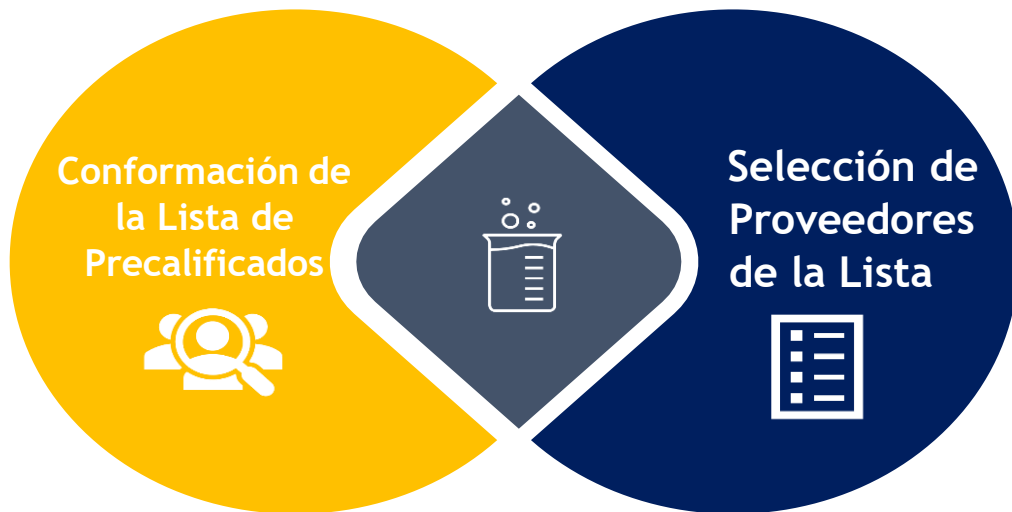 Conformación de
la Lista de
Precalificados
Selección de
Proveedores
de la Lista